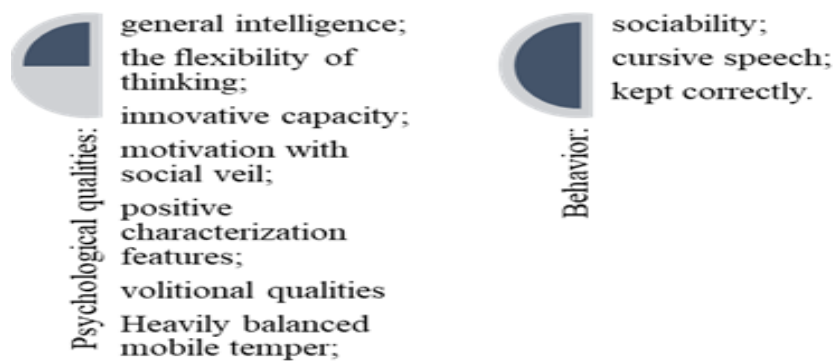 Psychological qualities:
general intelligence;
the flexibility of
thinking;
innovative capacity;
motivation with
social veil;
positive
characterization
features;
volitional qualities
Heavily balanced
mobile temper;
Behavior:
sociability;
cursive speech;
kept correctly.